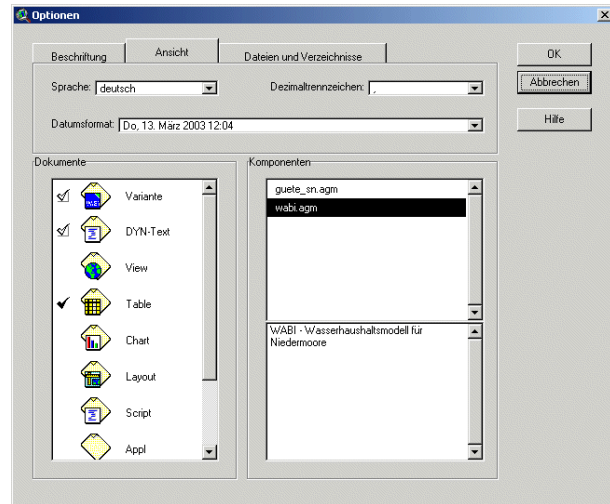 Optionen
Beschriftung
Ansicht
Dateien und Verzeichnisse
OK
Abbrechen
Hilfe
Sprache: deutsch
Dezimaltrennzeichen: ,
Datumsformat: Do, 13. März 2003 12:04
Dokumente
Variante
DYN-Text
View
Table
Chart
Layout
Script
Appl
Komponenten
guete_sn.agm
wabi.agm
WABI - Wasserhaushaltsmodell für
Niedermoore